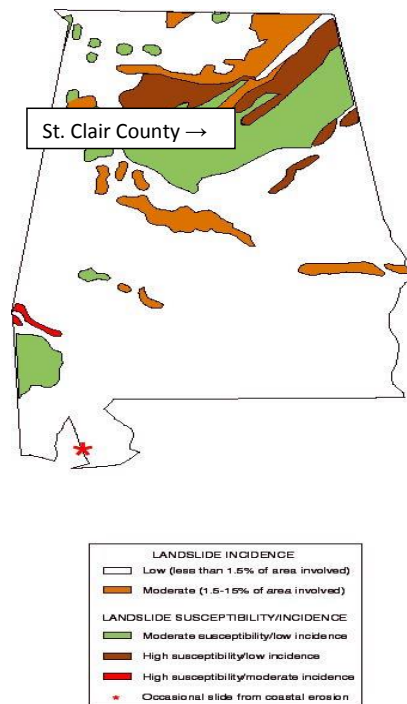 St. Clair County →
LANDSLIDE INCIDENCE
Low (less than 1.5% of area involved)
Moderate (1.5-15% of area involved)
LANDSLIDE SUSCEPTIBILITY/INCIDENCE
Moderate susceptibility/low incidence
High susceptibility/low incidence
High susceptibility/moderate incidence
* Occasional slide from coastal erosion